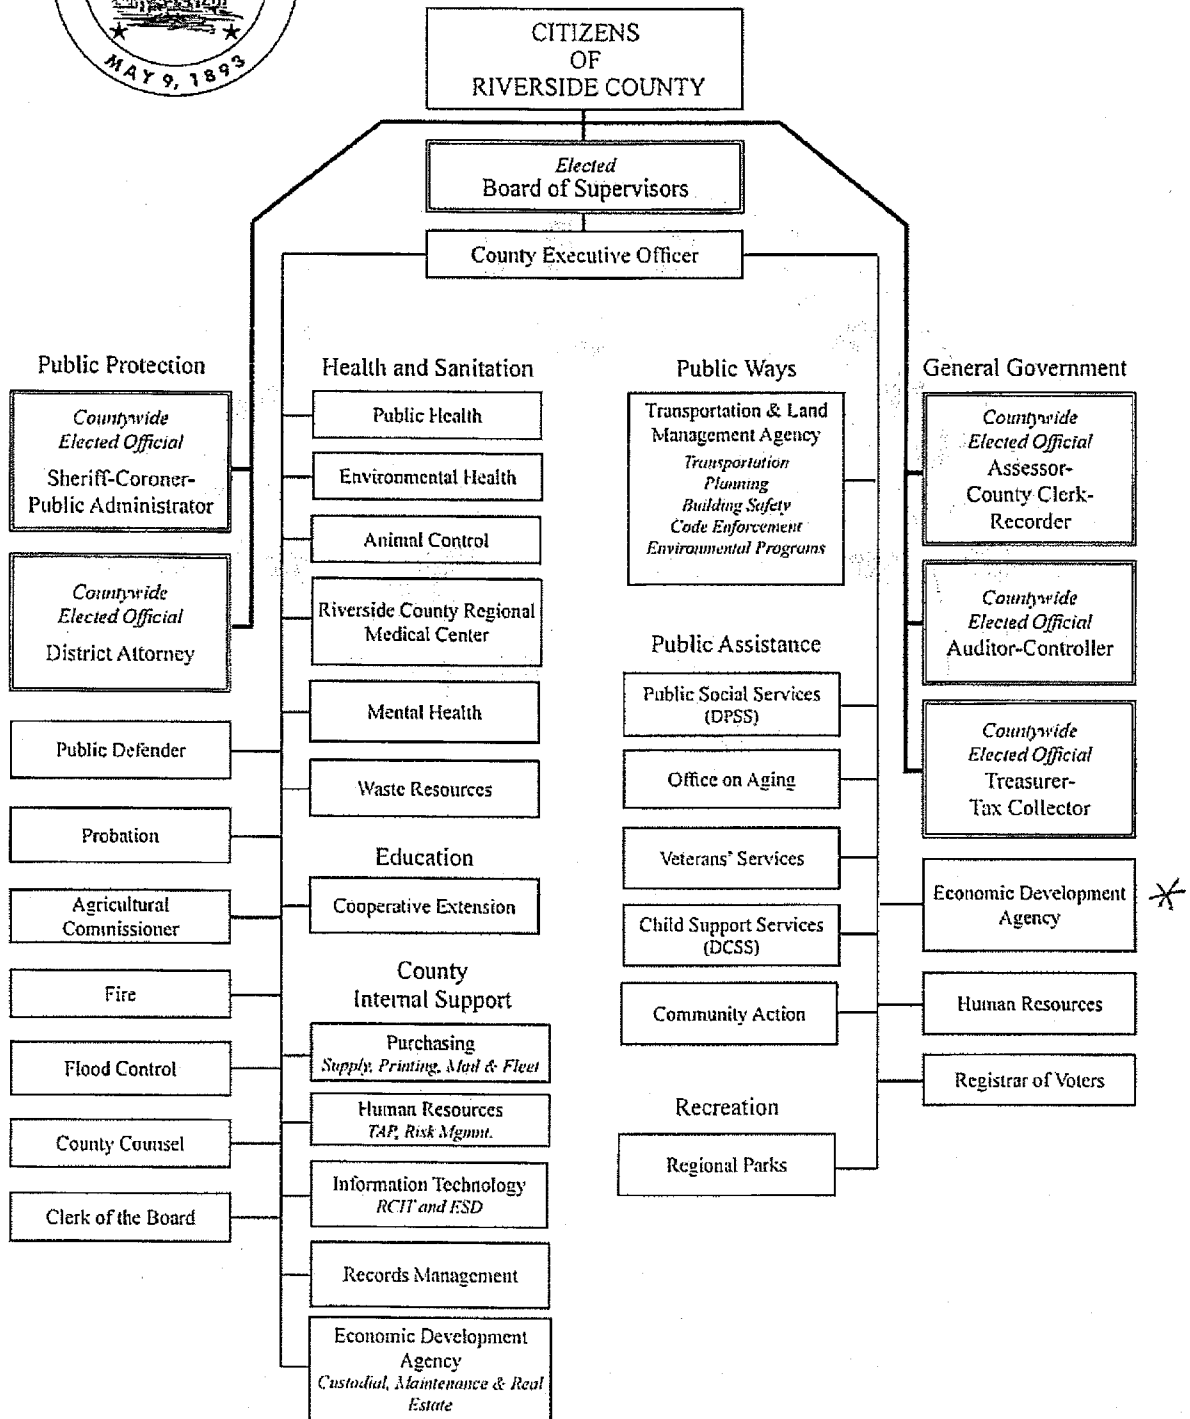 MAY 9, 1893
CITIZENS
OF
RIVERSIDE COUNTY
Elected
Board of Supervisors
County Executive Officer
Public Protection
Countywide
Elected Official
Sheriff-Coroner-
Public Administrator
Countywide
Elected Official
District Attorney
Public Defender
Probation
Agricultural
Commissioner
Fire
Flood Control
County Counsel
Clerk of the Board
Health and Sanitation
Public Health
Environmental Health
Animal Control
Riverside County Regional
Medical Center
Mental Health
Waste Resources
Education
Cooperative Extension
County
Internal Support
Purchasing
Supply, Printing, Mail & Fleet
Human Resources
TAP, Risk Mgmnt.
Information Technology
RCIT and ESD
Records Management
Economic Development
Agency
Custodial, Maintenance & Real
Estate
Public Ways
Transportation & Land
Management Agency
Transportation
Planning
Building Safety
Code Enforcement
Environmental Programs
Public Assistance
Public Social Services
(DPSS)
Office on Aging
Veterans' Services
Child Support Services
(DCSS)
Community Action
Recreation
Regional Parks
General Government
Countywide
Elected Official
Assessor-
County Clerk-
Recorder
Countywide
Elected Official
Auditor-Controller
Countywide
Elected Official
Treasurer-
Tax Collector
Economic Development
Agency
Human Resources
Registrar of Voters